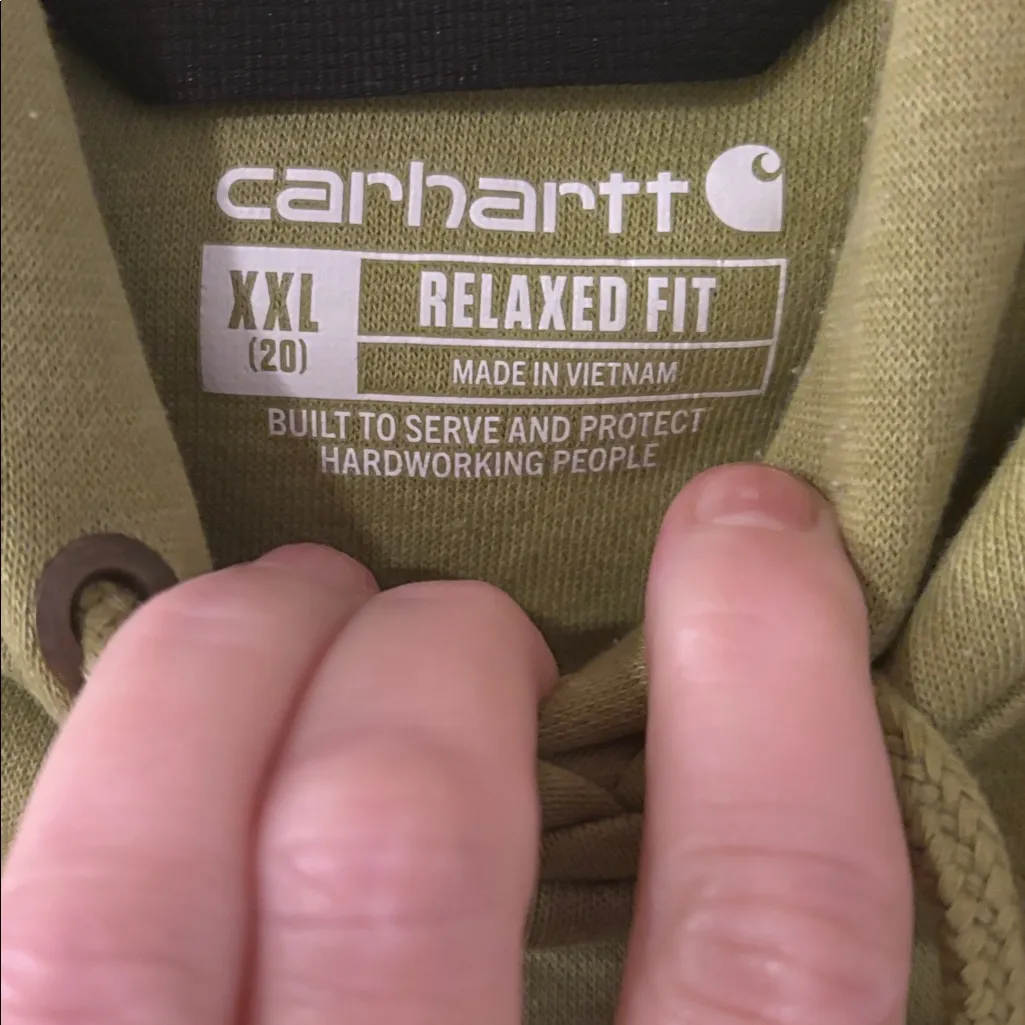 carhartt
XXL
(20)
RELAXED FIT
MADE IN VIETNAM
BUILT TO SERVE AND PROTECT
HARDWORKING PEOPLE